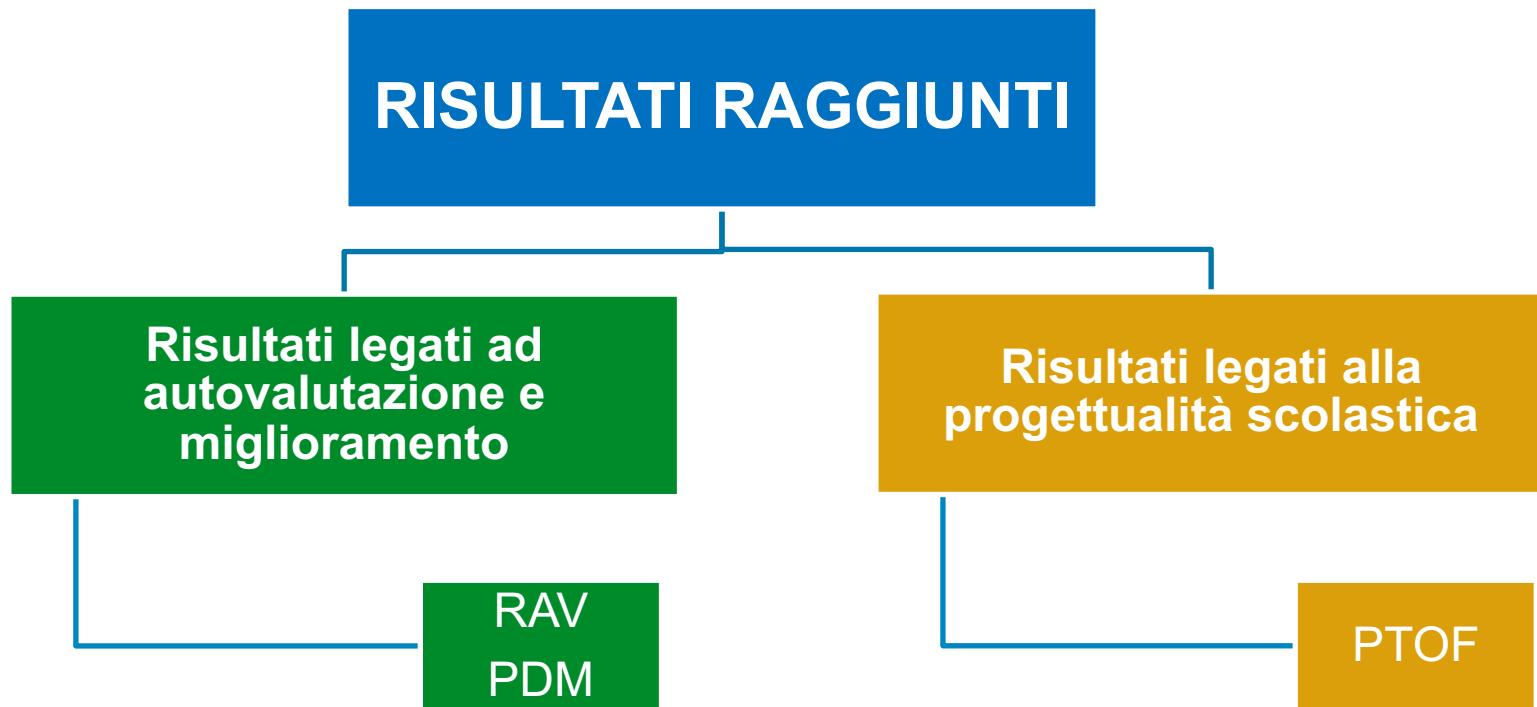 RISULTATI RAGGIUNTI
Risultati legati ad
autovalutazione e
miglioramento
Risultati legati alla
progettualità scolastica
RAV
PDM
PTOF